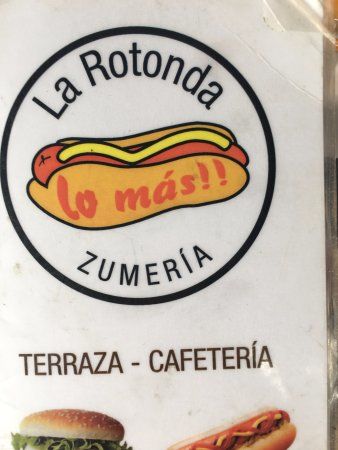 La Rotonda
lo más!!
ZUMERÍA
TERRAZA - CAFETERÍA